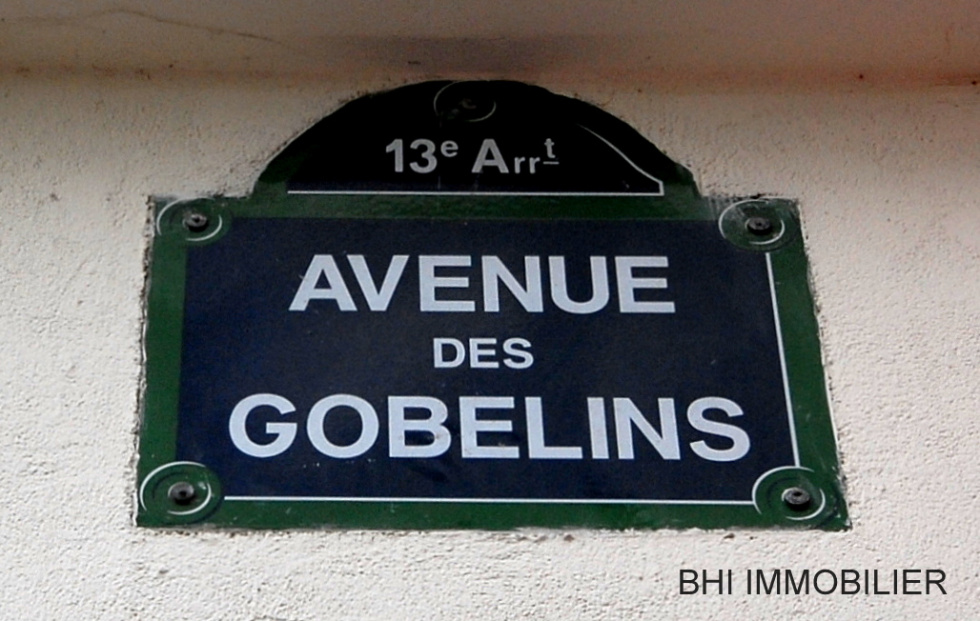 13e Arrt
AVENUE
DES
GOBELINS
BHI IMMOBILIER